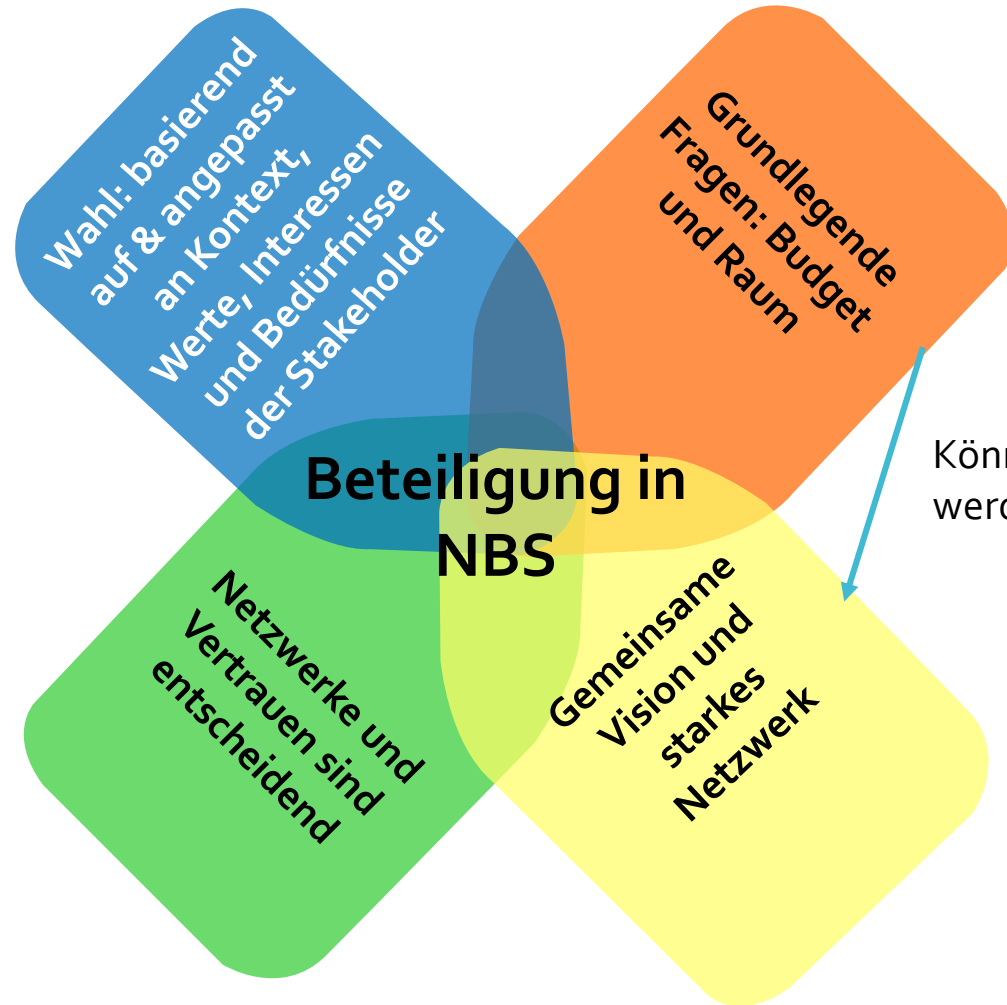 Wahl: basierend
auf & angepasst
an Kontext,
Werte, Interessen
und Bedürfnisse
der Stakeholder
Grundlegende
Fragen: Budget
und Raum
Beteiligung in
NBS
Netzwerke und
Vertrauen sind
entscheidend
Gemeinsame
Vision und
starkes
Netzwerk